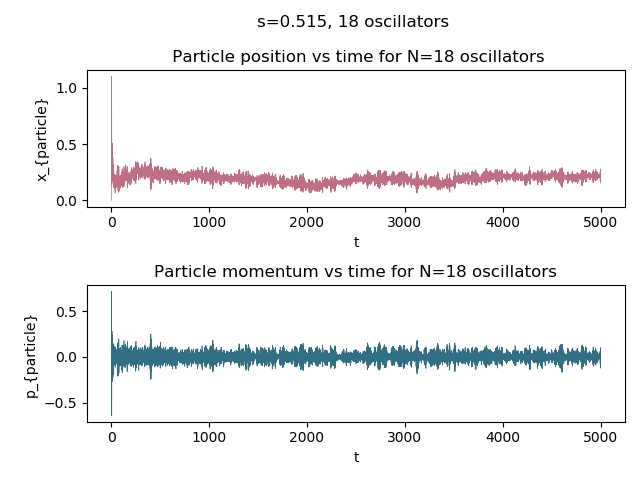 s=0.515, 18 oscillators
Particle position vs time for N=18 oscillators
1.0
0.5
0.0
x_{particle}
0 1000 2000 3000 4000 5000
t
Particle momentum vs time for N=18 oscillators
0.5
0.0
−0.5
p_{particle}
0 1000 2000 3000 4000 5000
t